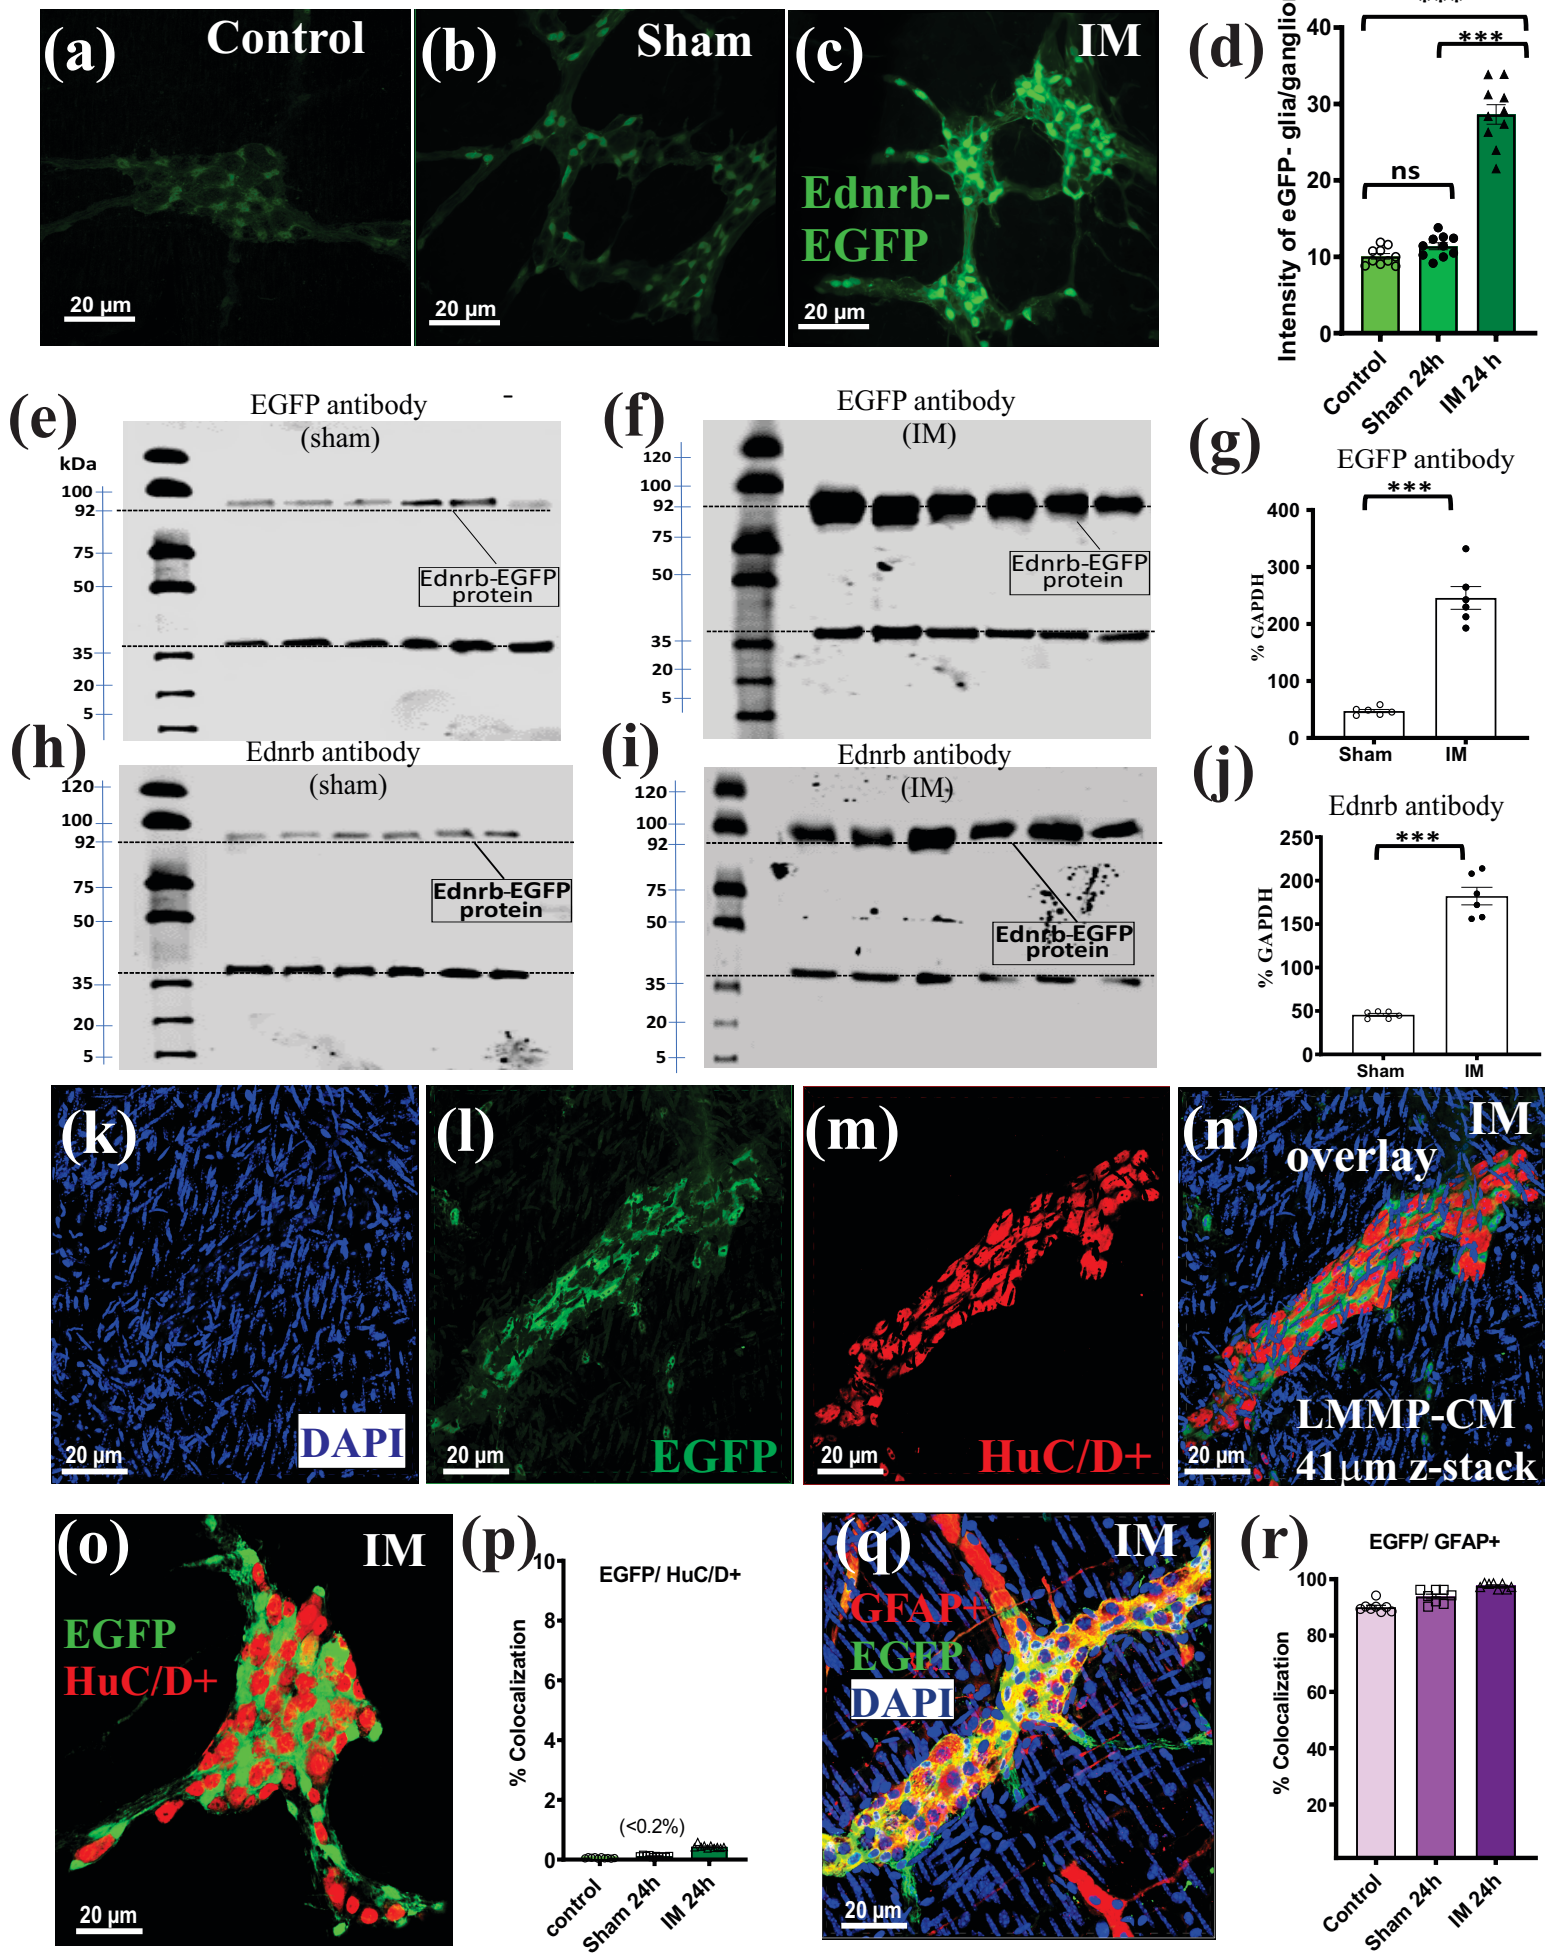 (a)
Control
20 µm
(b)
Sham
20 µm
(c)
IM
Ednrb-
EGFP
20 µm
(d)
***
***
ns
Intensity of eGFP- glia/ganglion
40
30
20
10
0
Control
Sham 24h
IM 24 h
(e)
EGFP antibody
(sham)
-
kDa
100
92
75
50
35
20
5
Ednrb-EGFP
protein
(f)
EGFP antibody
(IM)
120
100
92
75
50
35
20
5
Ednrb-EGFP
protein
(g)
EGFP antibody
***
% GAPDH
400
300
200
100
0
Sham
IM
(h)
Ednrb antibody
(sham)
120
100
92
75
50
35
20
5
Ednrb-EGFP
protein
(i)
Ednrb antibody
(IM)
120
100
92
75
50
35
20
5
Ednrb-EGFP
protein
(j)
Ednrb antibody
***
% GAPDH
250
200
150
100
50
0
Sham
IM
(k)
DAPI
20 µm
(l)
EGFP
20 µm
(m)
HuC/D+
20 µm
(n)
IM
overlay
LMMP-CM
41µm z-stack
20 µm
(o)
IM
EGFP
HuC/D+
20 µm
(p)
EGFP/ HuC/D+
% Colocalization
10
8
6
4
2
0
(<0.2%)
control
Sham 24h
IM 24h
(q)
IM
GFAP+
EGFP
DAPI
20 µm
(r)
EGFP/ GFAP+
% Colocalization
100
80
60
40
20
Control
Sham 24h
IM 24h